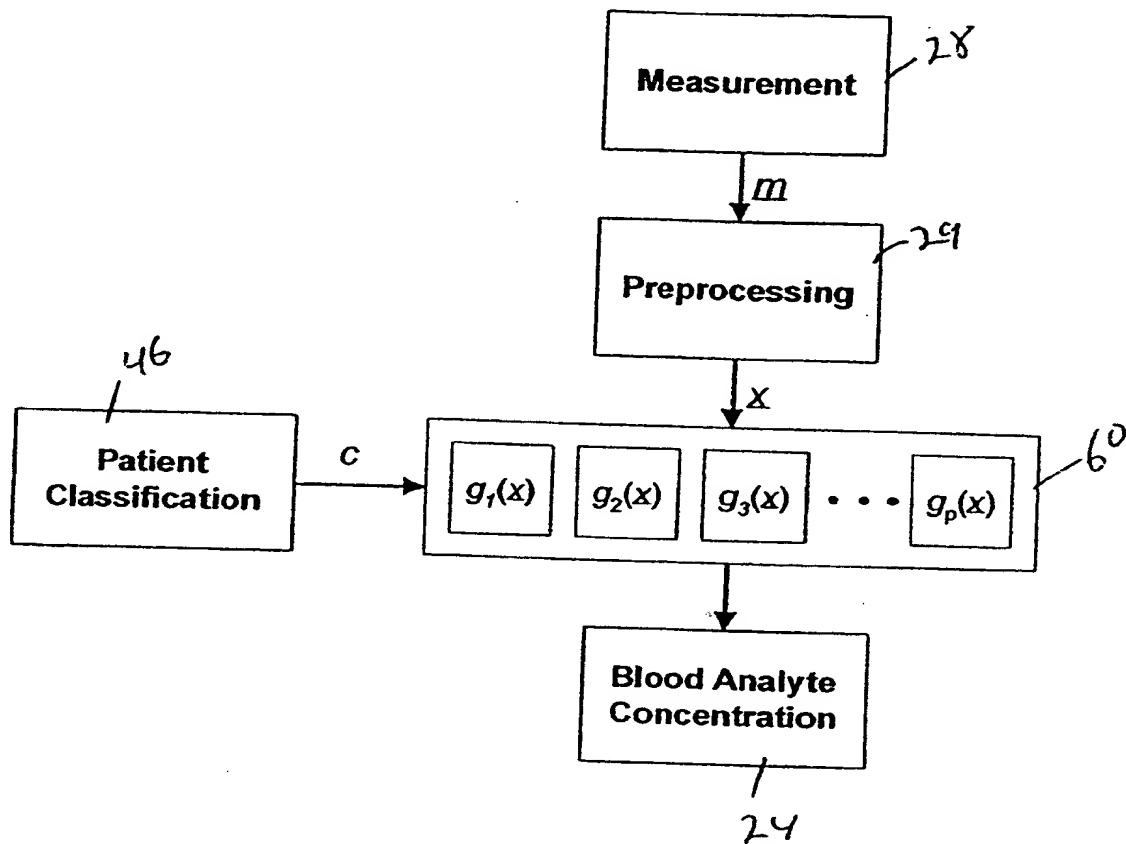 Measurement
28
m
Preprocessing
29
x
46
Patient
Classification
c
g₁(x) g₂(x) g₃(x) • • • gₚ(x)
60
Blood Analyte
Concentration
24